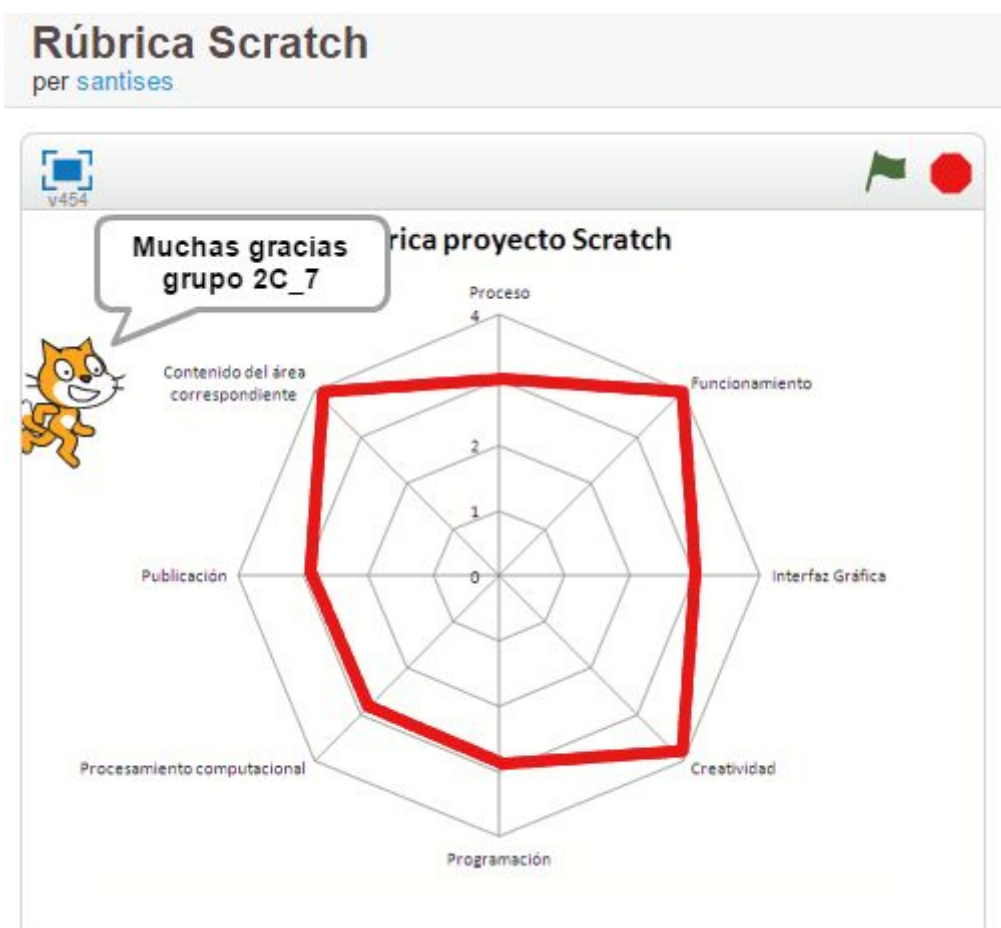 Rúbrica Scratch
per santises
v454
Muchas gracias
grupo 2C_7
rica proyecto Scratch
Proceso
4
Contenido del área
correspondiente
Funcionamiento
2
1
Publicación
0
Interfaz Gráfica
Procesamiento computacional
Creatividad
Programación